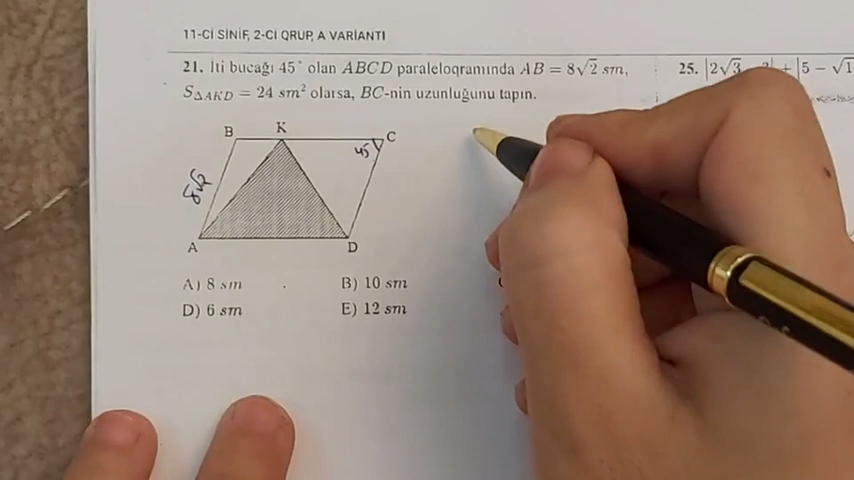 11-Cİ SİNİF, 2-Cİ QRUP, A VARİANTI
21. İti bucağı 45° olan ABCD paraleloqramında AB = 8√2 sm,
S△AKD = 24 sm² olarsa, BC-nin uzunluğunu tapın.
25. |2√3
| + |5 − √1
B K C
45
8√2
A D
A) 8 sm B) 10 sm
D) 6 sm E) 12 sm